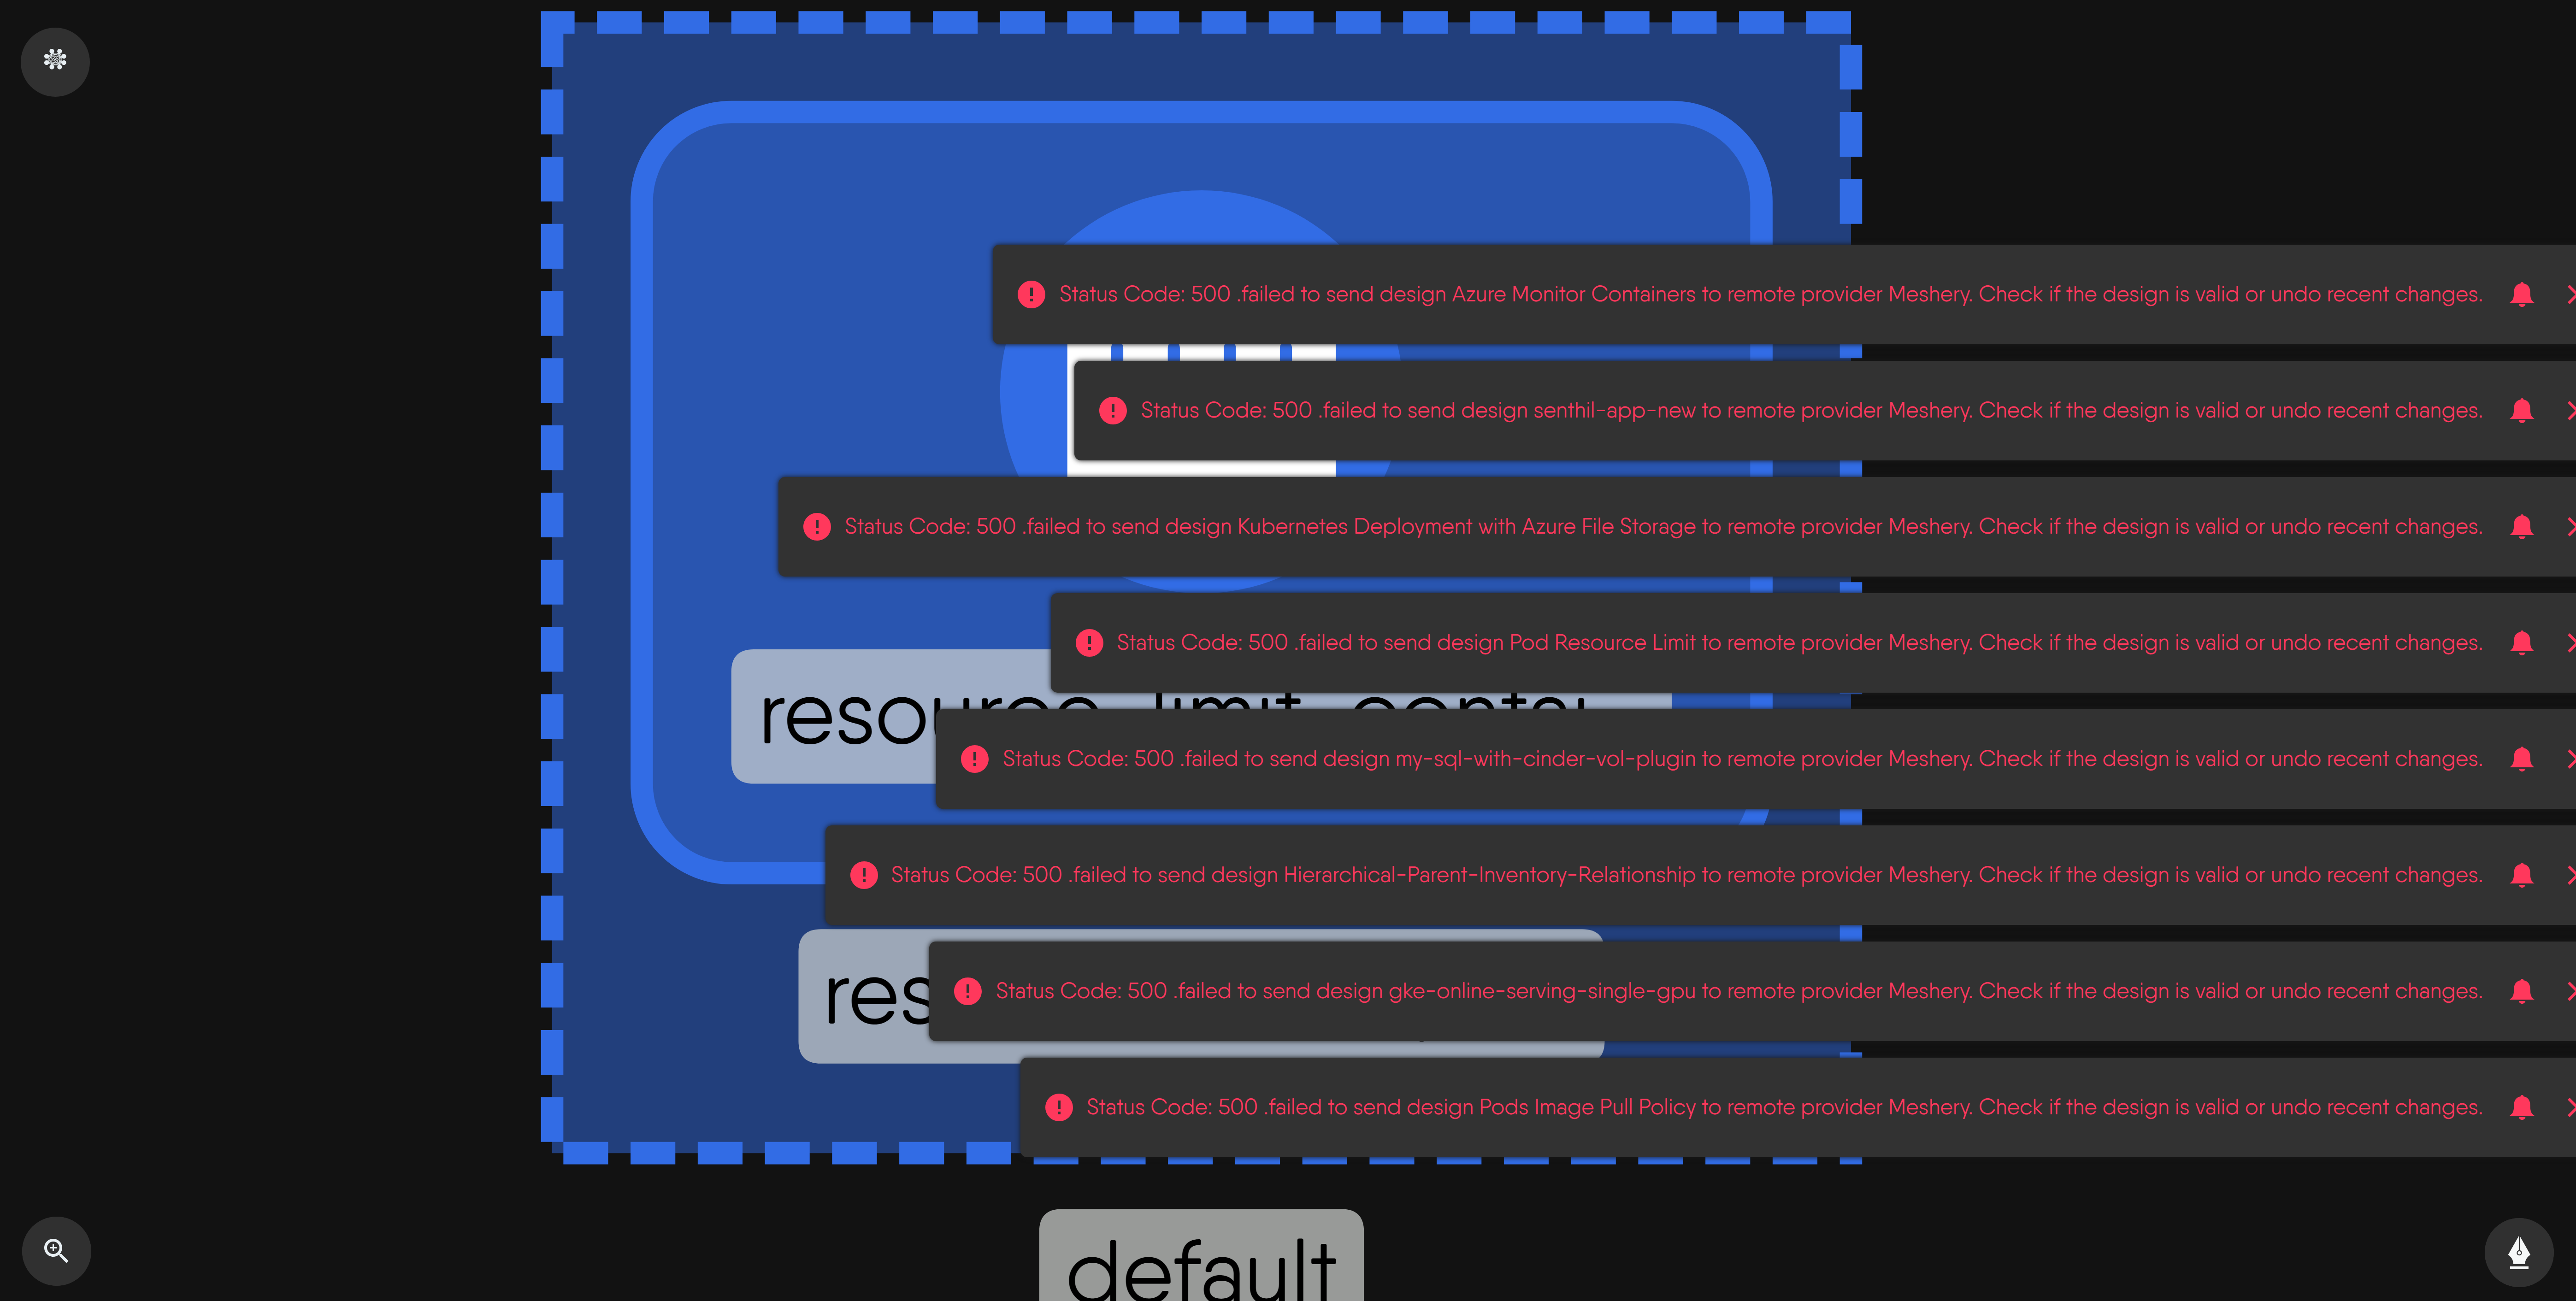 Status Code: 500 .failed to send design Azure Monitor Containers to remote provider Meshery. Check if the design is valid or undo recent changes.
Status Code: 500 .failed to send design senthil-app-new to remote provider Meshery. Check if the design is valid or undo recent changes.
Status Code: 500 .failed to send design Kubernetes Deployment with Azure File Storage to remote provider Meshery. Check if the design is valid or undo recent changes.
Status Code: 500 .failed to send design Pod Resource Limit to remote provider Meshery. Check if the design is valid or undo recent changes.
resource-limit-contai
Status Code: 500 .failed to send design my-sql-with-cinder-vol-plugin to remote provider Meshery. Check if the design is valid or undo recent changes.
Status Code: 500 .failed to send design Hierarchical-Parent-Inventory-Relationship to remote provider Meshery. Check if the design is valid or undo recent changes.
res
Status Code: 500 .failed to send design gke-online-serving-single-gpu to remote provider Meshery. Check if the design is valid or undo recent changes.
Status Code: 500 .failed to send design Pods Image Pull Policy to remote provider Meshery. Check if the design is valid or undo recent changes.
default